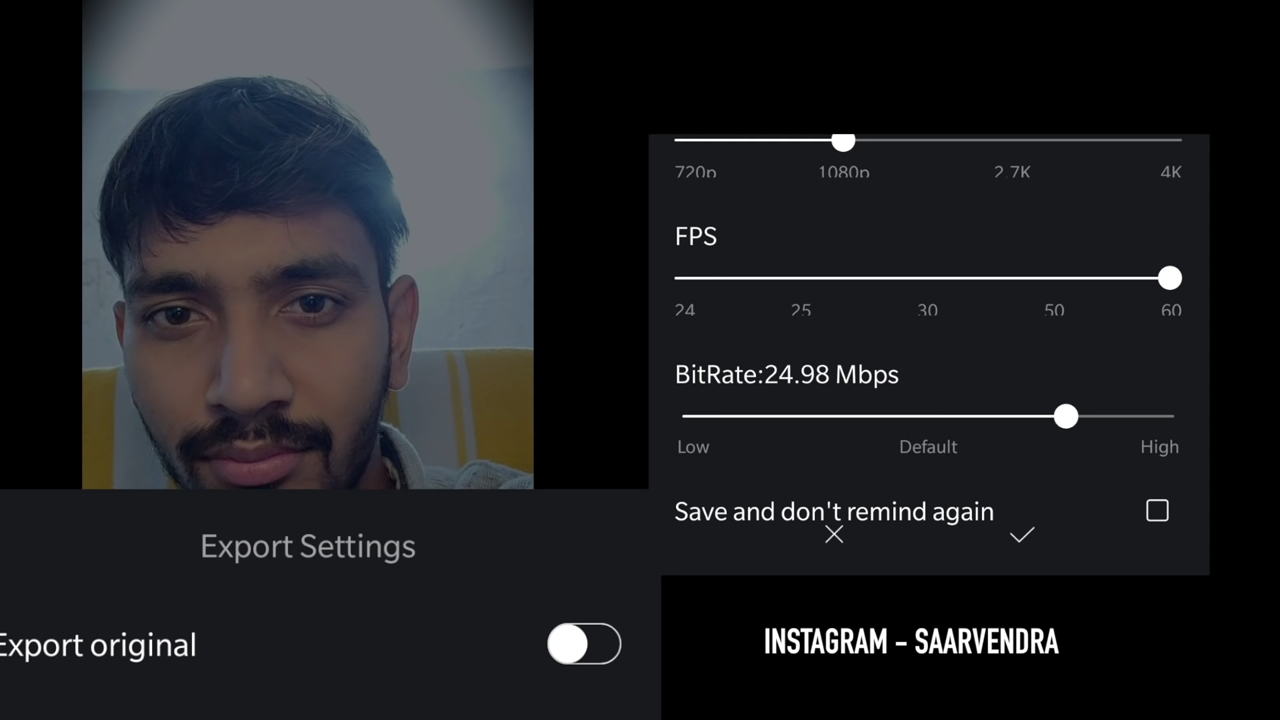 Export Settings
Export original
720p 1080p 2.7K 4K
FPS
24 25 30 50 60
BitRate:24.98 Mbps
Low Default High
Save and don't remind again
INSTAGRAM - SAARVENDRA